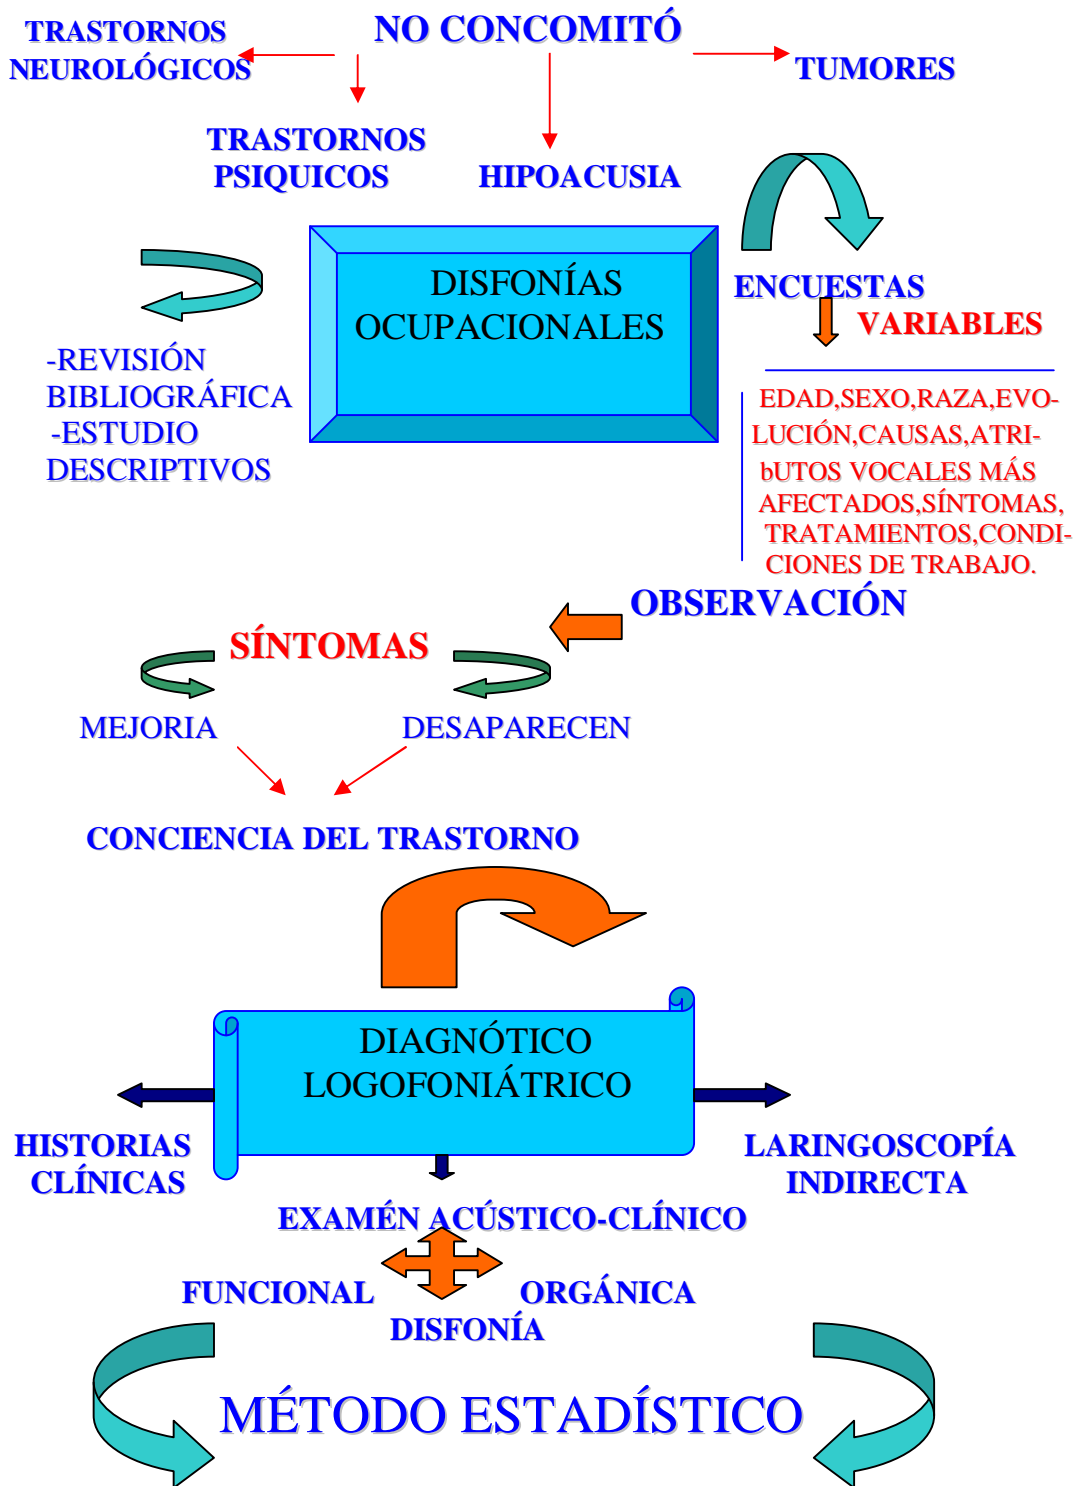 NO CONCOMITÓ
TRASTORNOS
NEUROLÓGICOS
TUMORES
TRASTORNOS
PSIQUICOS
HIPOACUSIA
DISFONÍAS
OCUPACIONALES
ENCUESTAS
VARIABLES
-REVISIÓN
BIBLIOGRÁFICA
-ESTUDIO
DESCRIPTIVOS
EDAD,SEXO,RAZA,EVO-
LUCIÓN,CAUSAS,ATRI-
bUTOS VOCALES MÁS
AFECTADOS,SÍNTOMAS,
TRATAMIENTOS,CONDI-
CIONES DE TRABAJO.
OBSERVACIÓN
SÍNTOMAS
MEJORIA
DESAPARECEN
CONCIENCIA DEL TRASTORNO
DIAGNÓTICO
LOGOFONIÁTRICO
HISTORIAS
CLÍNICAS
LARINGOSCOPÍA
INDIRECTA
EXAMÉN ACÚSTICO-CLÍNICO
FUNCIONAL
ORGÁNICA
DISFONÍA
MÉTODO ESTADÍSTICO